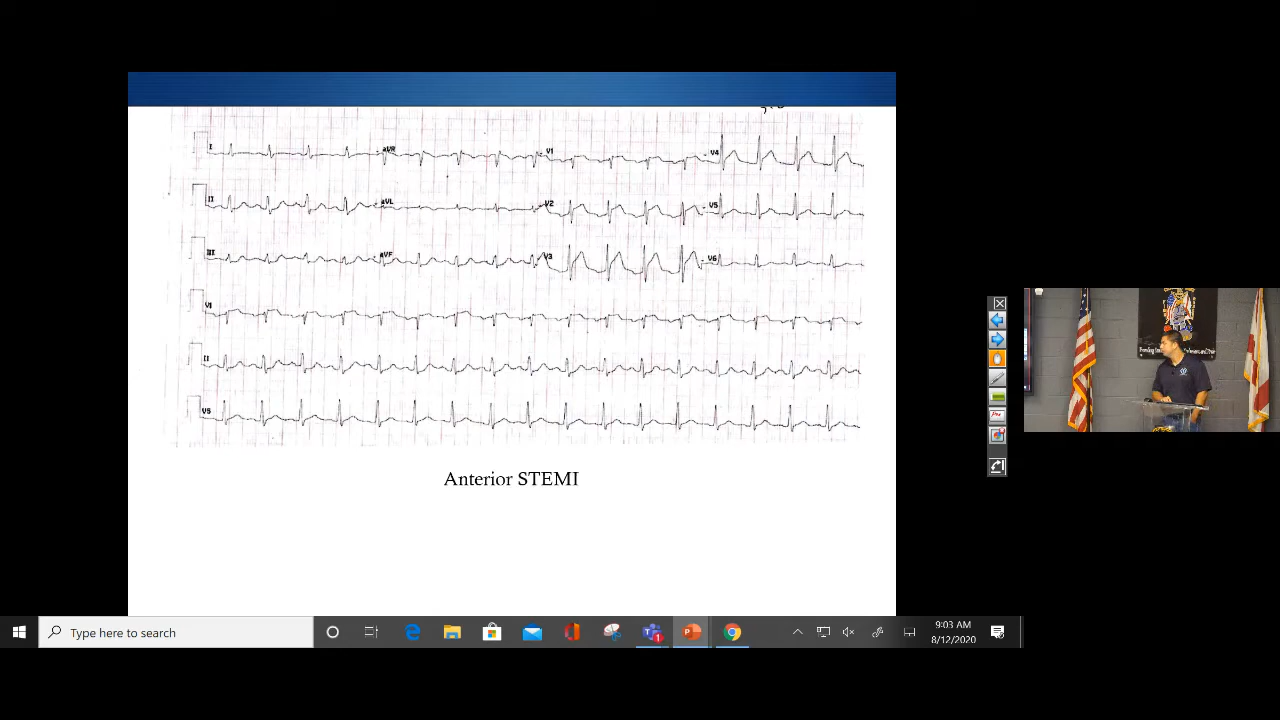 I
aVR
V1
V4
II
aVL
V2
V5
III
aVF
V3
V6
V1
II
V5
Anterior STEMI
Type here to search
9:03 AM
8/12/2020